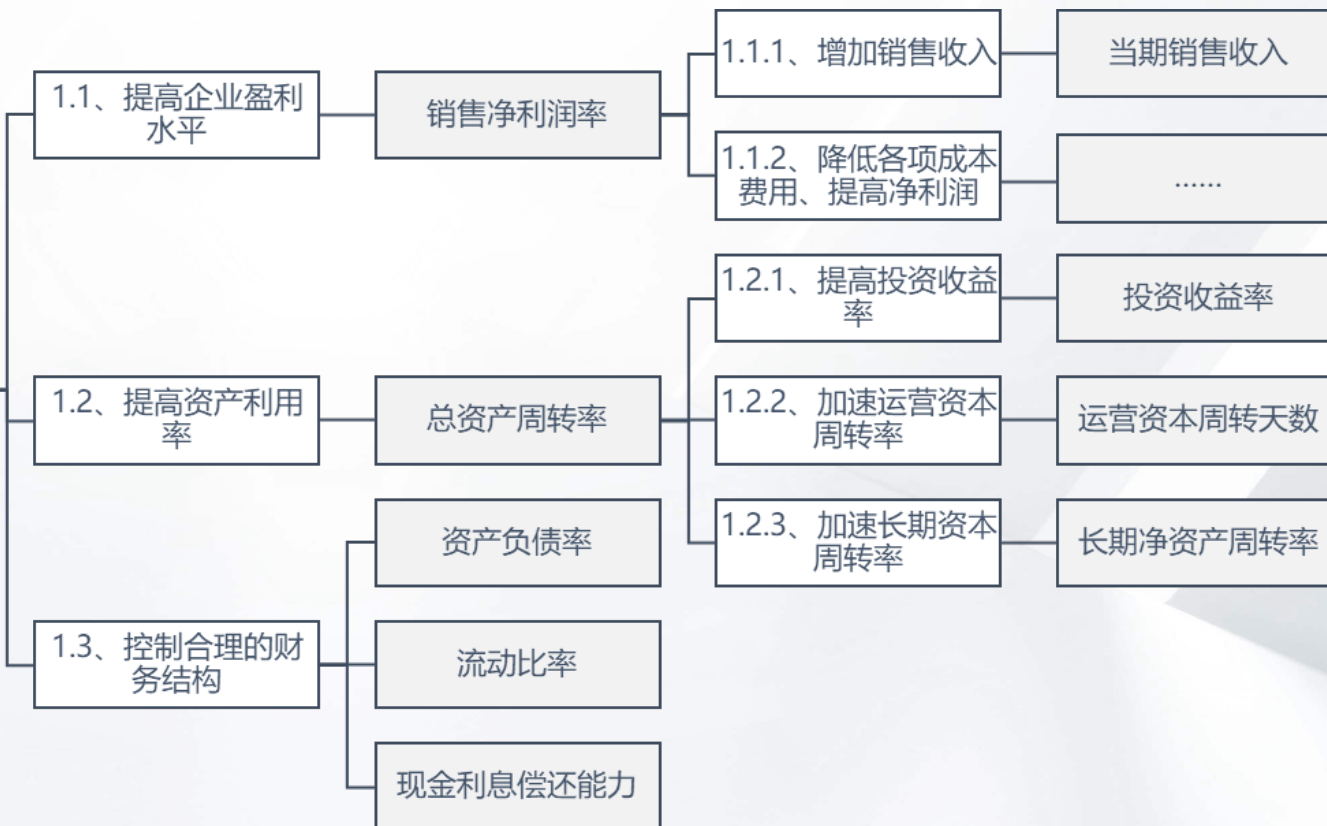 1.1、提高企业盈利
水平
销售净利润率
1.1.1、增加销售收入
当期销售收入
1.1.2、降低各项成本
费用、提高净利润
......
1.2、提高资产利用
率
总资产周转率
1.2.1、提高投资收益
率
投资收益率
1.2.2、加速运营资本
周转率
运营资本周转天数
1.2.3、加速长期资本
周转率
长期净资产周转率
1.3、控制合理的财
务结构
资产负债率
流动比率
现金利息偿还能力